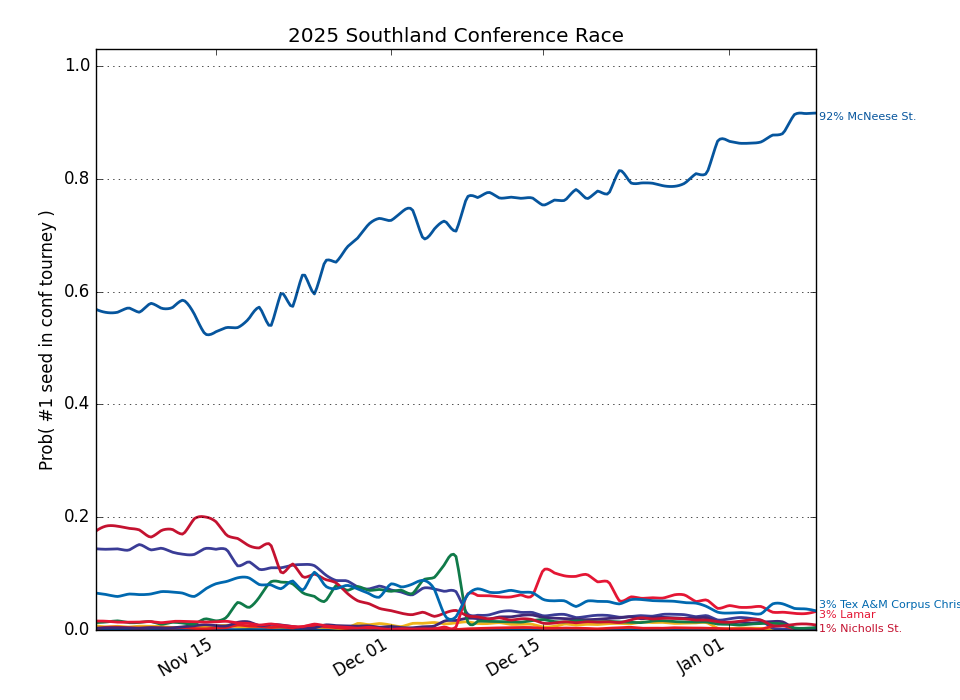 2025 Southland Conference Race
Prob( #1 seed in conf tourney )
1.0
0.8
0.6
0.4
0.2
0.0
Nov 15
Dec 01
Dec 15
Jan 01
92% McNeese St.
3% Tex A&M Corpus Chris
3% Lamar
1% Nicholls St.